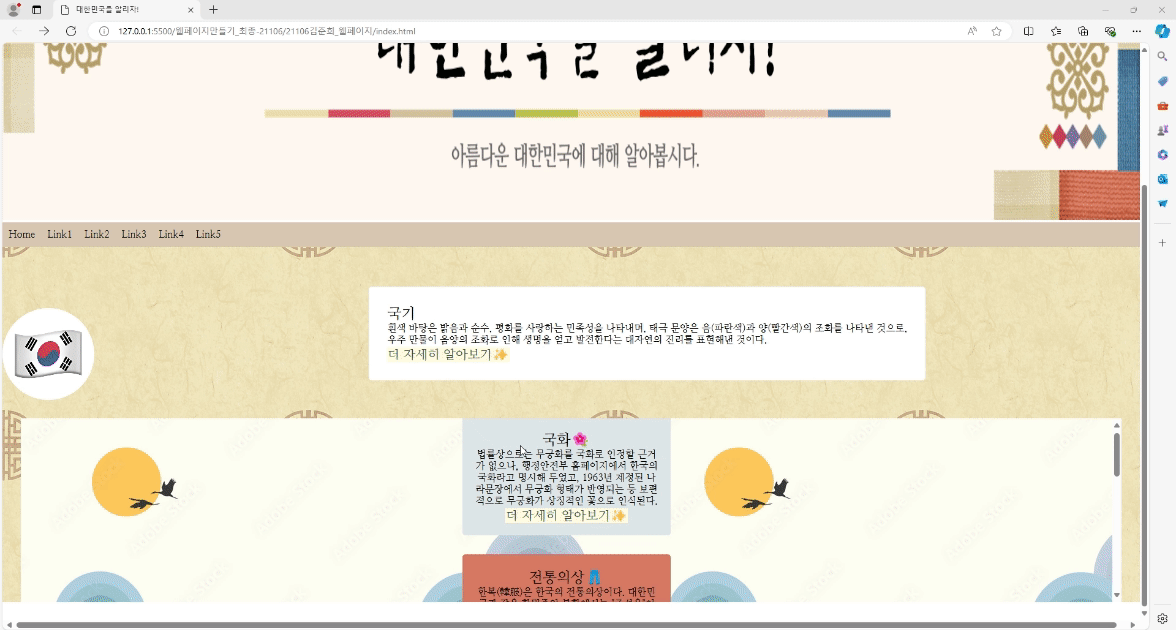 대한민국을 알리자!
127.0.0.1:5500/웹페이지만들기_최종-21106/21106김준희_웹페이지/index.html
대한민국을 알리자!
아름다운 대한민국에 대해 알아봅시다.
Home Link1 Link2 Link3 Link4 Link5
국기
흰색 바탕은 밝음과 순수, 평화를 사랑하는 민족성을 나타내며, 태극 문양은 음(파란색)과 양(빨간색)의 조화를 나타낸 것으로,
우주 만물이 음양의 조화로 인해 생명을 얻고 발전한다는 대자연의 진리를 표현해낸 것이다.
더 자세히 알아보기✨
국화🌺
법률상으로는 무궁화를 국화로 인정할 근거
가 없으나, 행정안전부 홈페이지에서 한국의
국화라고 명시해 두었고, 1963년 제정된 나
라문장에서 무궁화 형태가 반영되는 등 보편
적으로 무궁화가 상징적인 꽃으로 인식된다.
더 자세히 알아보기✨
전통의상👖
한복(韓服)은 한국의 전통의상이다. 대한민